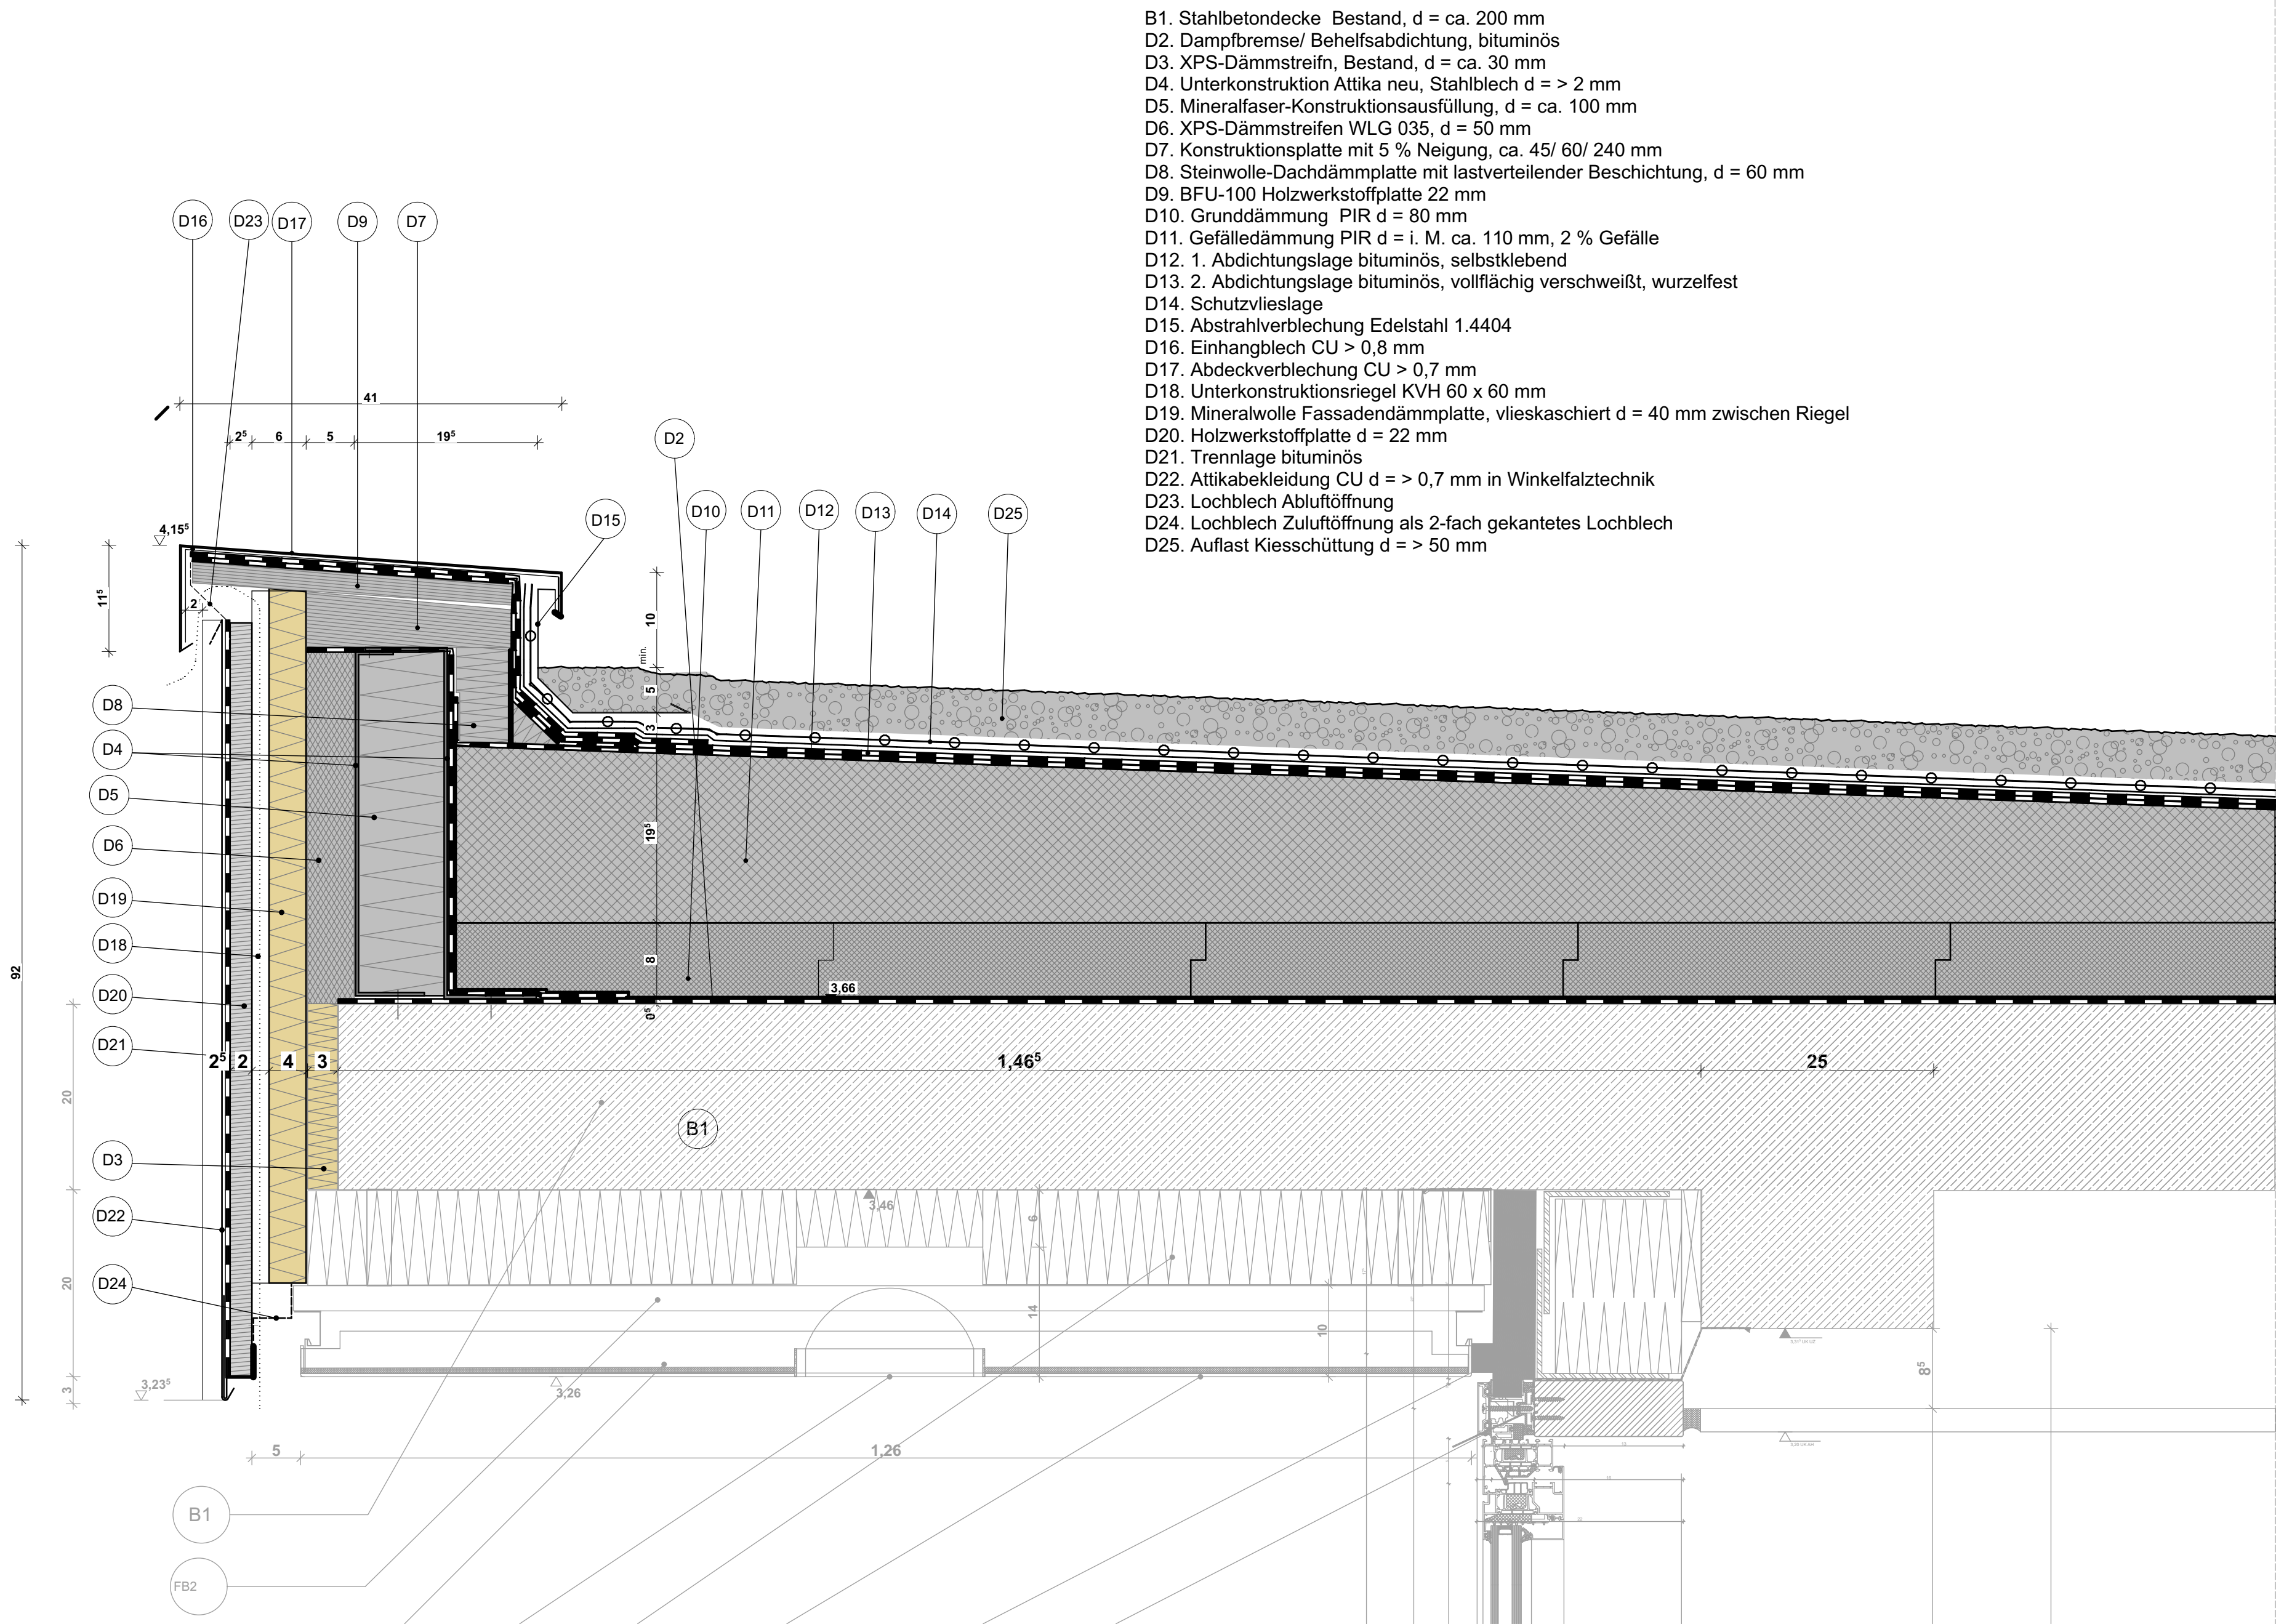 B1. Stahlbetondecke  Bestand, d = ca. 200 mm
D2. Dampfbremse/ Behelfsabdichtung, bituminös
D3. XPS-Dämmstreifn, Bestand, d = ca. 30 mm
D4. Unterkonstruktion Attika neu, Stahlblech d = > 2 mm
D5. Mineralfaser-Konstruktionsausfüllung, d = ca. 100 mm
D6. XPS-Dämmstreifen WLG 035, d = 50 mm
D7. Konstruktionsplatte mit 5 % Neigung, ca. 45/ 60/ 240 mm
D8. Steinwolle-Dachdämmplatte mit lastverteilender Beschichtung, d = 60 mm
D9. BFU-100 Holzwerkstoffplatte 22 mm
D10. Grunddämmung  PIR d = 80 mm
D11. Gefälledämmung PIR d = i. M. ca. 110 mm, 2 % Gefälle
D12. 1. Abdichtungslage bituminös, selbstklebend
D13. 2. Abdichtungslage bituminös, vollflächig verschweißt, wurzelfest
D14. Schutzvlieslage
D15. Abstrahlverblechung Edelstahl 1.4404
D16. Einhangblech CU > 0,8 mm
D17. Abdeckverblechung CU > 0,7 mm
D18. Unterkonstruktionsriegel KVH 60 x 60 mm
D19. Mineralwolle Fassadendämmplatte, vlieskaschiert d = 40 mm zwischen Riegel
D20. Holzwerkstoffplatte d = 22 mm
D21. Trennlage bituminös
D22. Attikabekleidung CU d = > 0,7 mm in Winkelfalztechnik
D23. Lochblech Abluftöffnung
D24. Lochblech Zuluftöffnung als 2-fach gekantetes Lochblech
D25. Auflast Kiesschüttung d = > 50 mm
D16 D23 D17 D9 D7
41
2⁵ 6 5 19⁵
D2
D15 D10 D11 D12 D13 D14 D25
4,15⁵
11⁵
2
10
min.
5
3
19⁵
8
0⁵
92
D8
D4
D5
D6
D19
D18
D20
D21
3,66
2⁵ 2 4 3 1,46⁵ 25
20
B1
D3
D22
3,46
6
20
D24
14
10
3
3,23⁵
3,26
8⁵
5 1,26
B1
FB2